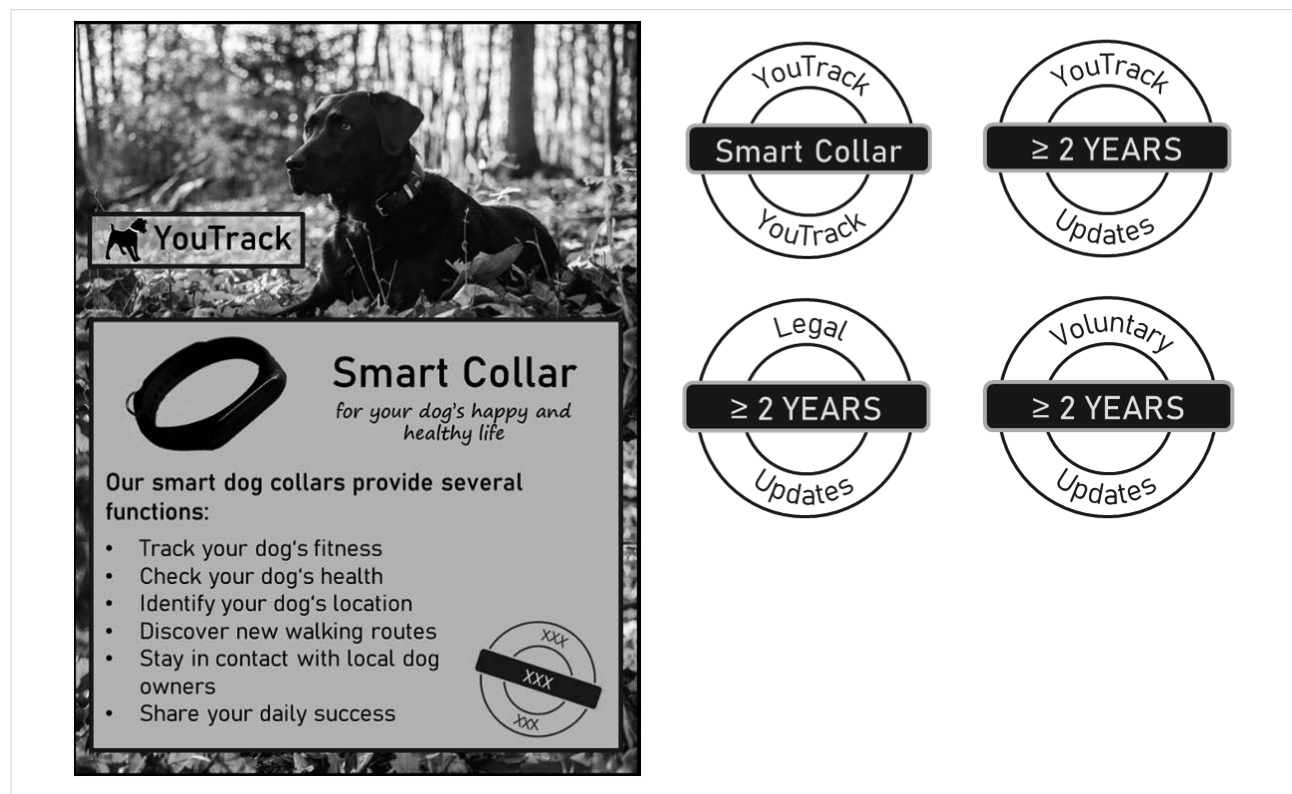 YouTrack
Smart Collar
for your dog's happy and
healthy life
Our smart dog collars provide several
functions:
• Track your dog's fitness
• Check your dog's health
• Identify your dog's location
• Discover new walking routes
• Stay in contact with local dog
owners
• Share your daily success
XXX
XXX
XXX
YouTrack
Smart Collar
YouTrack
YouTrack
≥ 2 YEARS
Updates
Legal
≥ 2 YEARS
Updates
Voluntary
≥ 2 YEARS
Updates